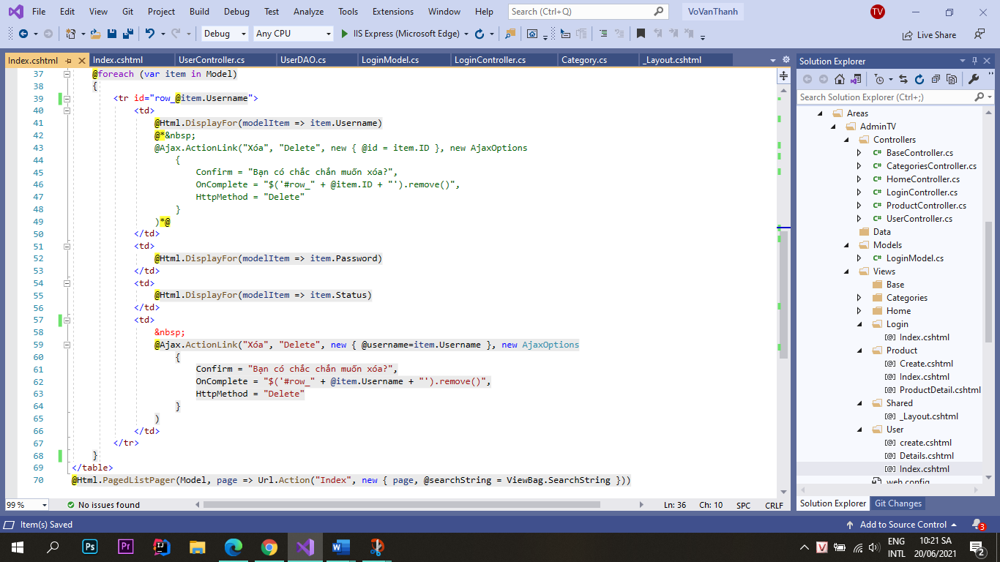 File Edit View Git Project Build Debug Test Analyze Tools Extensions Window Help Search (Ctrl+Q) VoVanThanh TV
Debug Any CPU IIS Express (Microsoft Edge) Live Share
Index.cshtml Index.cshtml UserController.cs UserDAO.cs LoginModel.cs LoginController.cs Category.cs _Layout.cshtml
37 @foreach (var item in Model)
38 {
39 <tr id="row_@item.Username">
40 <td>
41 @Html.DisplayFor(modelItem => item.Username)
42 @*&nbsp;
43 @Ajax.ActionLink("Xóa", "Delete", new { @id = item.ID }, new AjaxOptions
44 {
45 Confirm = "Bạn có chắc chắn muốn xóa?",
46 OnComplete = "$('#row_" + @item.ID + "').remove()",
47 HttpMethod = "Delete"
48 }
49 )*@
50 </td>
51 <td>
52 @Html.DisplayFor(modelItem => item.Password)
53 </td>
54 <td>
55 @Html.DisplayFor(modelItem => item.Status)
56 </td>
57 <td>
58 &nbsp;
59 @Ajax.ActionLink("Xóa", "Delete", new { @username=item.Username }, new AjaxOptions
60 {
61 Confirm = "Bạn có chắc chắn muốn xóa?",
62 OnComplete = "$('#row_" + @item.Username + "').remove()",
63 HttpMethod = "Delete"
64 }
65 )
66 </td>
67 </tr>
68 }
69 </table>
70 @Html.PagedListPager(Model, page => Url.Action("Index", new { page, @searchString = ViewBag.SearchString }))
99 % No issues found Ln: 36 Ch: 10 SPC CRLF
Solution Explorer
Search Solution Explorer (Ctrl+;)
Areas
AdminTV
Controllers
C# BaseController.cs
C# CategoriesController.cs
C# HomeController.cs
C# LoginController.cs
C# ProductController.cs
C# UserController.cs
Data
Models
C# LoginModel.cs
Views
Base
Categories
Home
Login
[@] Index.cshtml
Product
[@] Create.cshtml
[@] Index.cshtml
[@] ProductDetail.cshtml
Shared
[@] _Layout.cshtml
User
[@] create.cshtml
[@] Details.cshtml
[@] Index.cshtml
web.config
Solution Explorer Git Changes
Item(s) Saved Add to Source Control 3
Ps Pr IJ W V ENG 10:21 SA
INTL 20/06/2021 2